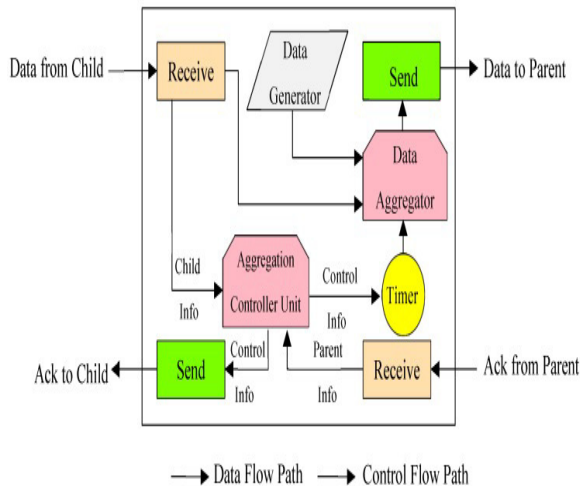 Data from Child
Receive
Data
Generator
Send
Data to Parent
Data
Aggregator
Child
Info
Aggregation
Controller Unit
Control
Info
Timer
Ack to Child
Send
Control
Info
Parent
Info
Receive
Ack from Parent
Data Flow Path
Control Flow Path